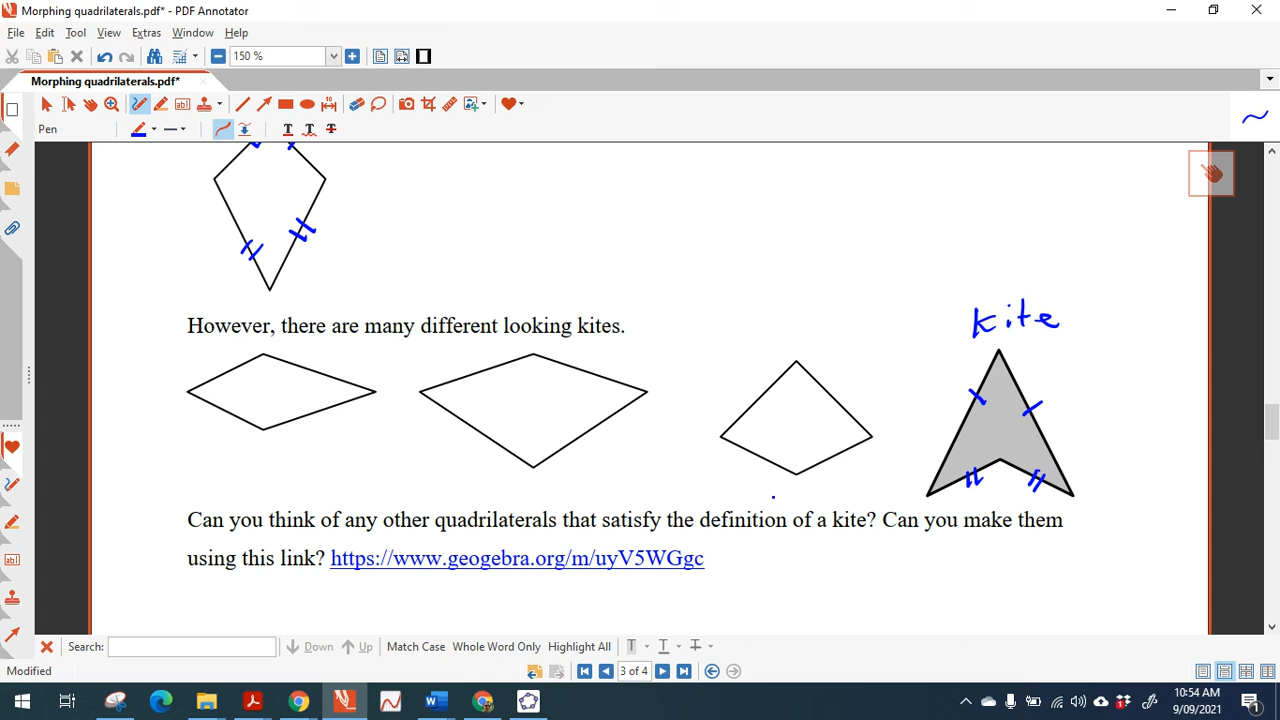 Morphing quadrilaterals.pdf* - PDF Annotator
File Edit Tool View Extras Window Help
150 %
Morphing quadrilaterals.pdf*
Pen
However, there are many different looking kites.
kite
Can you think of any other quadrilaterals that satisfy the definition of a kite? Can you make them
using this link? https://www.geogebra.org/m/uyV5WGgc
Search: Down Up Match Case Whole Word Only Highlight All
Modified
3 of 4
10:54 AM
9/09/2021